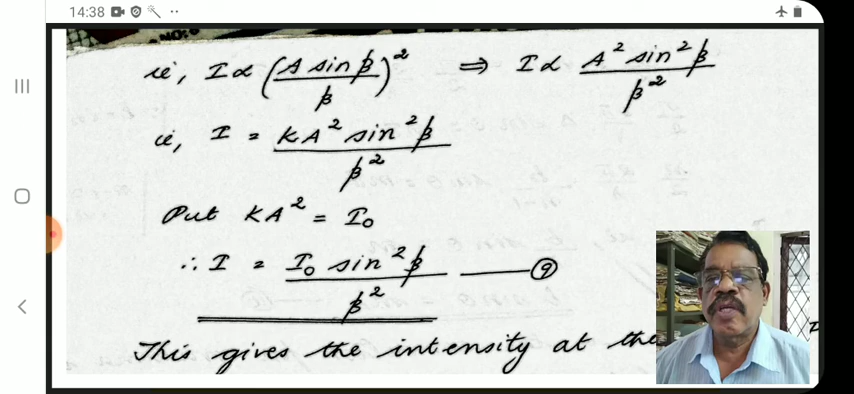 14:38
ie, I α (A sin β / β)² ⇒ I α A² sin² β / β²
ie, I = KA² sin² β / β²
Put KA² = I₀
∴ I = I₀ sin² β / β² —— ⑨
This gives the intensity at the